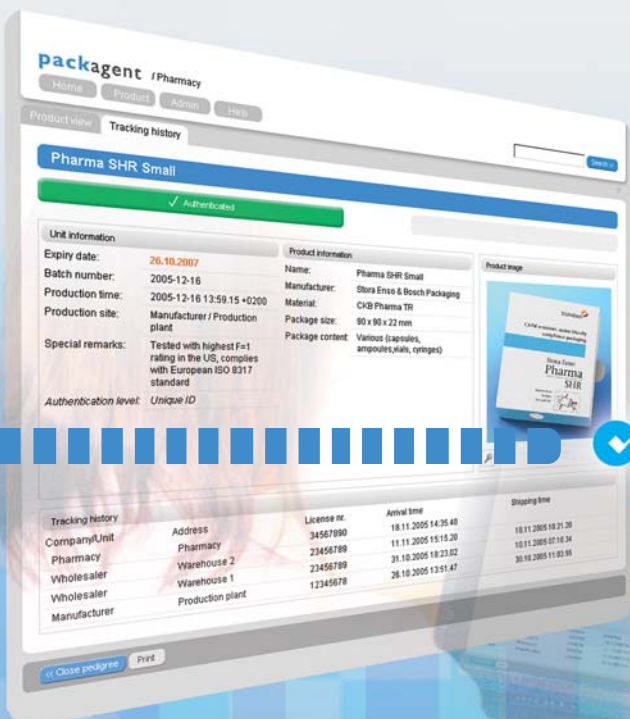 packagent / Pharmacy
Home Product Admin Help
Product view Tracking history
Search >>
Pharma SHR Small
✓ Authenticated
Unit information
Expiry date: 26.10.2007
Batch number: 2005-12-16
Production time: 2005-12-16 13:59.15 +0200
Production site: Manufacturer / Production
plant
Special remarks: Tested with highest F=1
rating in the US, complies
with European ISO 8317
standard
Authentication level: Unique ID
Product information
Name: Pharma SHR Small
Manufacturer: Stora Enso & Bosch Packaging
Material: CKB Pharma TR
Package size: 90 x 90 x 22 mm
Package content: Various (capsules,
ampoules,vials, cyringes)
Product image
Child-resistant, senior friendly
compliance packaging
Stora Enso
Pharma
SHR
Tracking history
Company/Unit Address License nr. Arrival time Shipping time
Pharmacy Pharmacy 34567890 18.11.2005 14:35.40
Wholesaler Warehouse 2 23456789 11.11.2005 15:15.20 18.11.2005 10:21.20
Wholesaler Warehouse 1 23456789 31.10.2005 18:23.02 10.11.2005 07:10.34
Manufacturer Production plant 12345678 26.10.2005 13:51.47 30.10.2005 11:03.55
<< Close pedigree Print